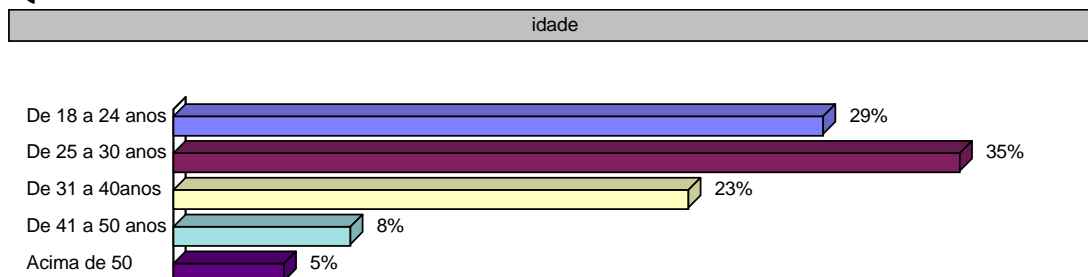 idade
De 18 a 24 anos 29%
De 25 a 30 anos 35%
De 31 a 40anos 23%
De 41 a 50 anos 8%
Acima de 50 5%